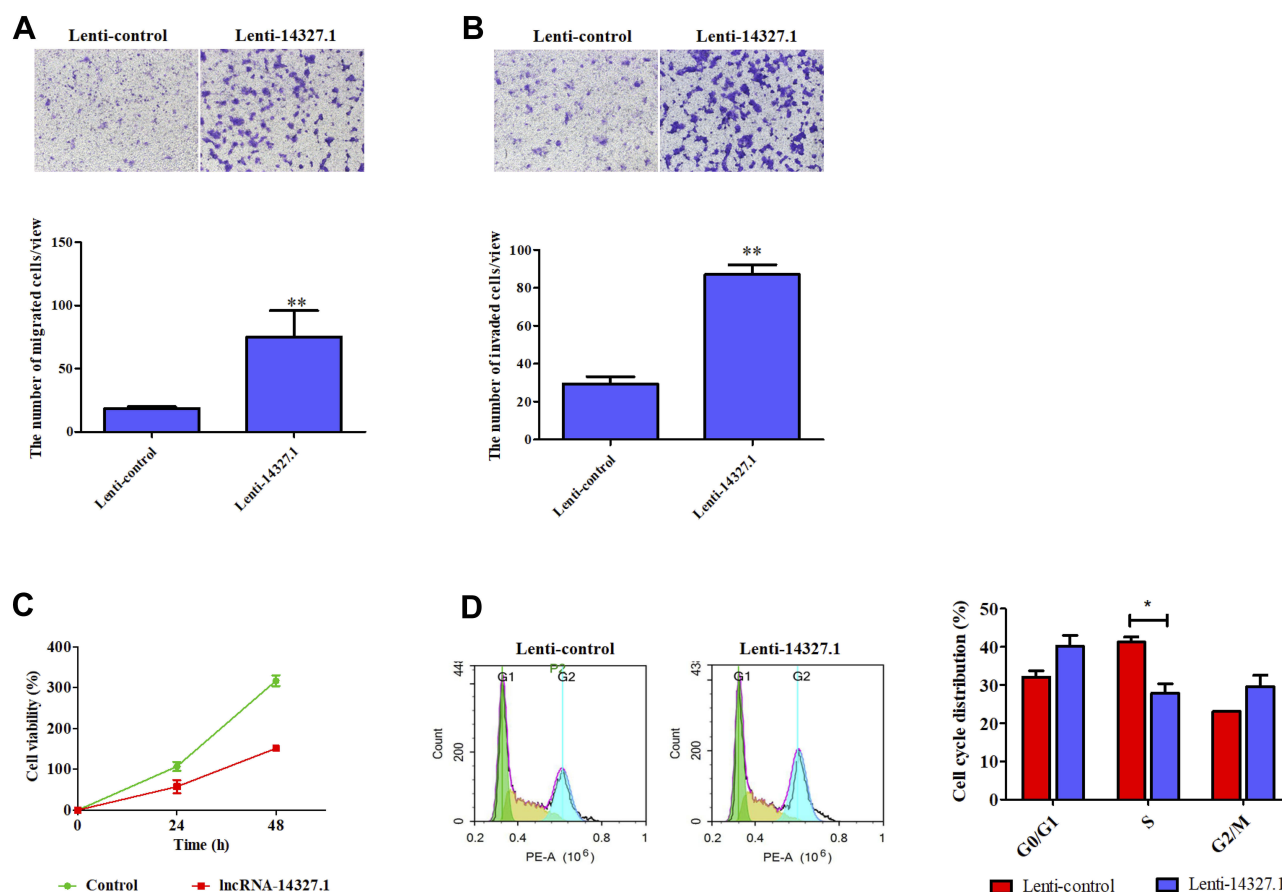 A
Lenti-control Lenti-14327.1
The number of migrated cells/view
150
100
50
0
**
Lenti-control
Lenti-14327.1
B
Lenti-control Lenti-14327.1
The number of invaded cells/view
100
80
60
40
20
0
**
Lenti-control
Lenti-14327.1
C
Cell viability (%)
400
300
200
100
0
0 24 48
Time (h)
Control lncRNA-14327.1
D
Lenti-control
Count
200
0
G1
P2
G2
0.2 0.4 0.6 0.8 1
PE-A (10⁶)
Lenti-14327.1
Count
200
0
G1 G2
0.2 0.4 0.6 0.8 1
PE-A (10⁶)
Cell cycle distribution (%)
50
40
30
20
10
0
*
G0/G1
S
G2/M
Lenti-control Lenti-14327.1